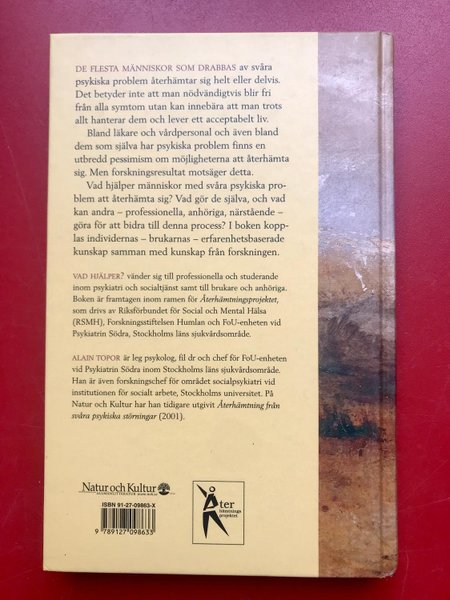 DE FLESTA MÄNNISKOR SOM DRABBAS av svåra
psykiska problem återhämtar sig helt eller delvis.
Det betyder inte att man nödvändigtvis blir fri
från alla symtom utan kan innebära att man trots
allt hanterar dem och lever ett acceptabelt liv.
Bland läkare och vårdpersonal och även bland
dem som själva har psykiska problem finns en
utbredd pessimism om möjligheterna att återhämta
sig. Men forskningsresultat motsäger detta.
Vad hjälper människor med svåra psykiska pro-
blem att återhämta sig? Vad gör de själva, och vad
kan andra – professionella, anhöriga, närstående –
göra för att bidra till denna process? I boken kopp-
las individernas – brukarnas – erfarenhetsbaserade
kunskap samman med kunskap från forskningen.
VAD HJÄLPER? vänder sig till professionella och studerande
inom psykiatri och socialtjänst samt till brukare och anhöriga.
Boken är framtagen inom ramen för Återhämtningsprojektet,
som drivs av Riksförbundet för Social och Mental Hälsa
(RSMH), Forskningsstiftelsen Humlan och FoU-enheten vid
Psykiatrin Södra, Stockholms läns sjukvårdsområde.
ALAIN TOPOR är leg psykolog, fil dr och chef för FoU-enheten
vid Psykiatrin Södra inom Stockholms läns sjukvårdsområde.
Han är även forskningschef för området socialpsykiatri vid
institutionen för socialt arbete, Stockholms universitet. På
Natur och Kultur har han tidigare utgivit Återhämtning från
svåra psykiska störningar (2001).
Natur och Kultur
ISBN 91-27-09863-X
9 789127 098633
Åter
hämtnings
projektet